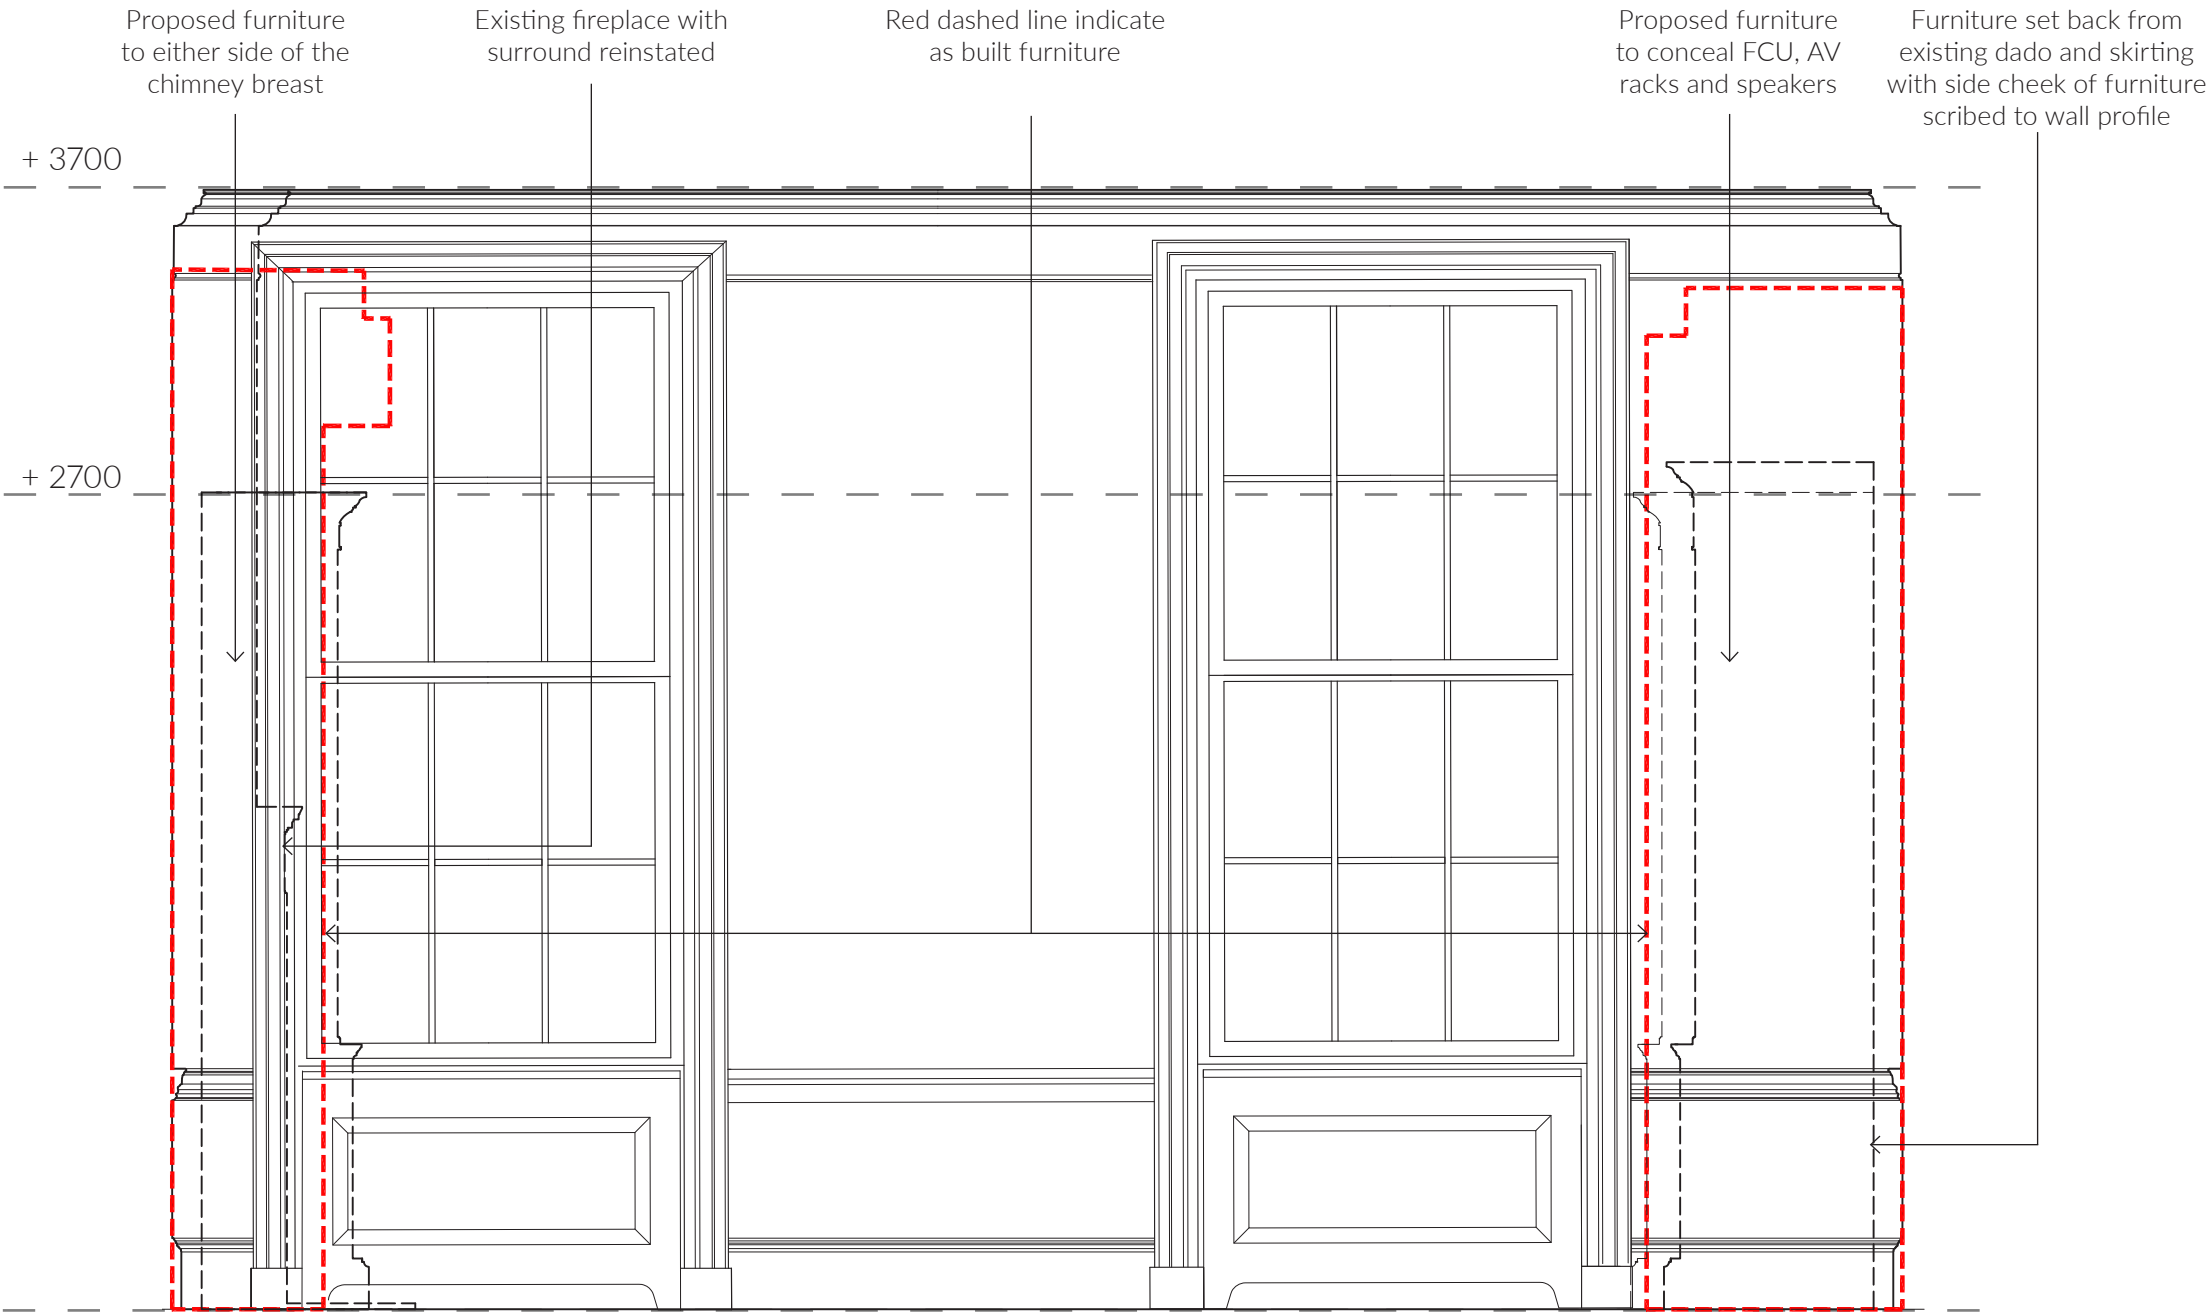 Proposed furniture
to either side of the
chimney breast
Existing fireplace with
surround reinstated
Red dashed line indicate
as built furniture
Proposed furniture
to conceal FCU, AV
racks and speakers
Furniture set back from
existing dado and skirting
with side cheek of furniture
scribed to wall profile
+ 3700
+ 2700